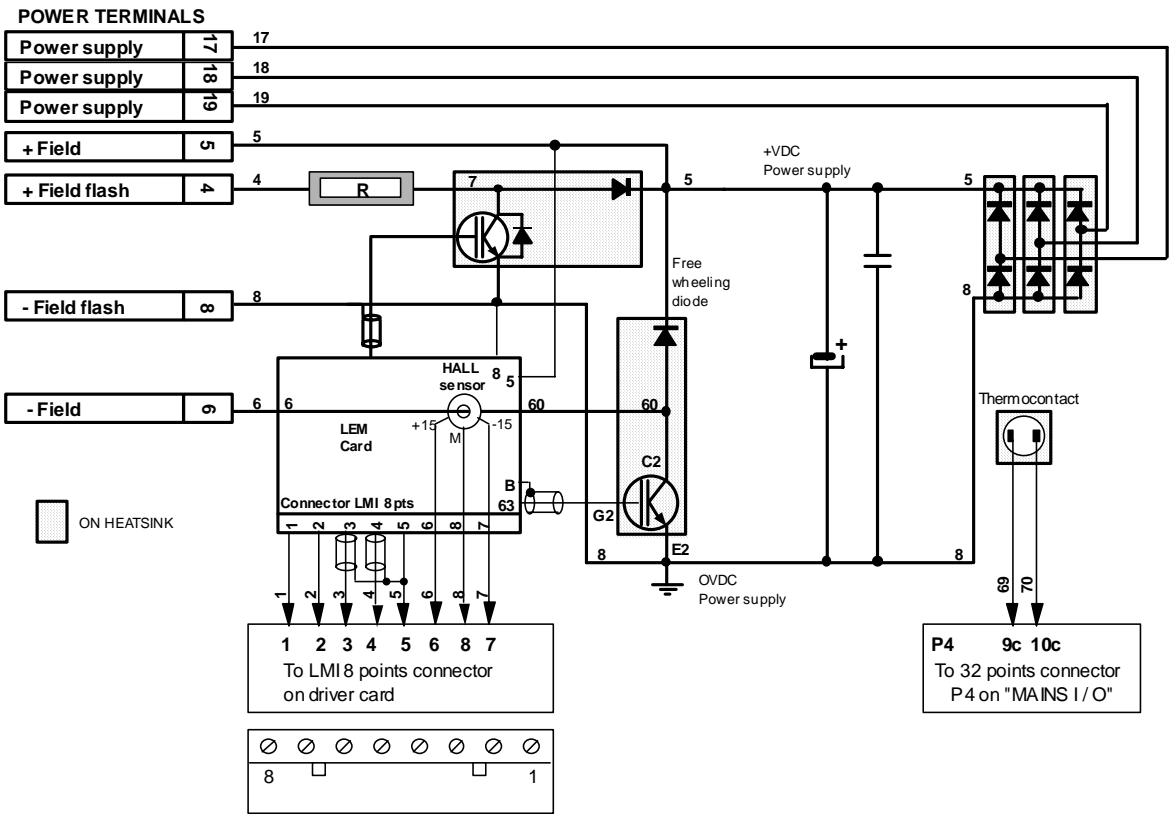 POWER TERMINALS
Power supply 17 17
Power supply 18 18
Power supply 19 19
+ Field 5 5
+ Field flash 4 4
R
7
5
+VDC
Power supply
5
- Field flash 8 8
Free
wheeling
diode
8
HALL
sensor
8
5
+
- Field 6 6
6
60
60
LEM
Card
+15
M
-15
Thermocontact
C2
B
Connector LMI 8pts
63
G2
ON HEATSINK
1 2 3 4 5 6 8 7
8
E2
8
OVDC
Power supply
1 2 3 4 5 6 8 7
69 70
1 2 3 4 5 6 8 7
To LMI 8 points connector
on driver card
P4 9c 10c
To 32 points connector
P4 on "MAINS I / O"
8 1